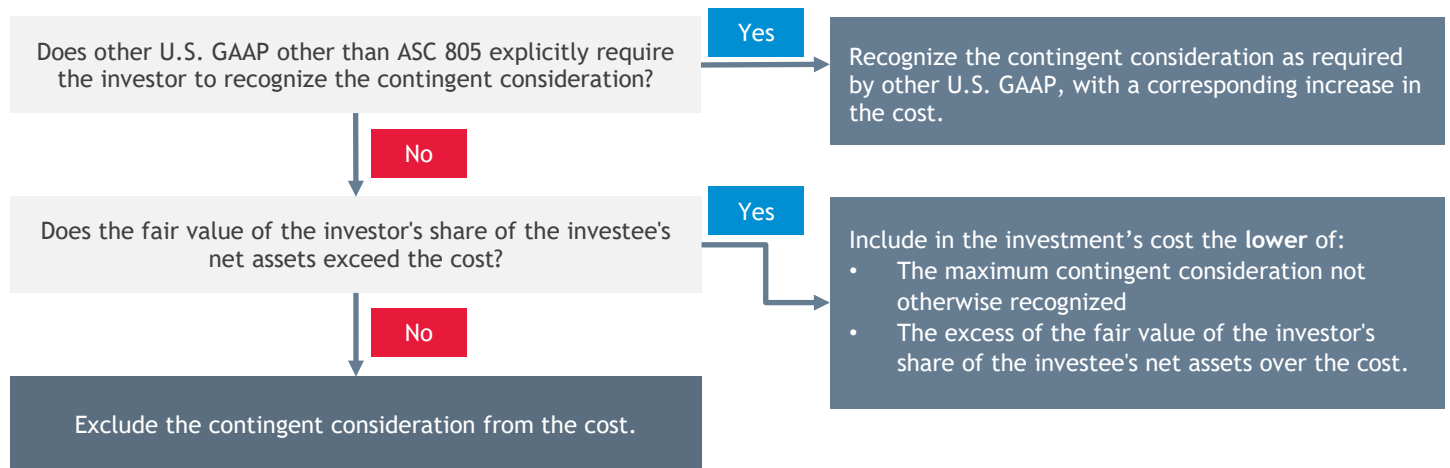 Does other U.S. GAAP other than ASC 805 explicitly require
the investor to recognize the contingent consideration?
Yes
Recognize the contingent consideration as required
by other U.S. GAAP, with a corresponding increase in
the cost.
No
Does the fair value of the investor's share of the investee's
net assets exceed the cost?
Yes
Include in the investment’s cost the lower of:
• The maximum contingent consideration not
otherwise recognized
• The excess of the fair value of the investor's
share of the investee's net assets over the cost.
No
Exclude the contingent consideration from the cost.